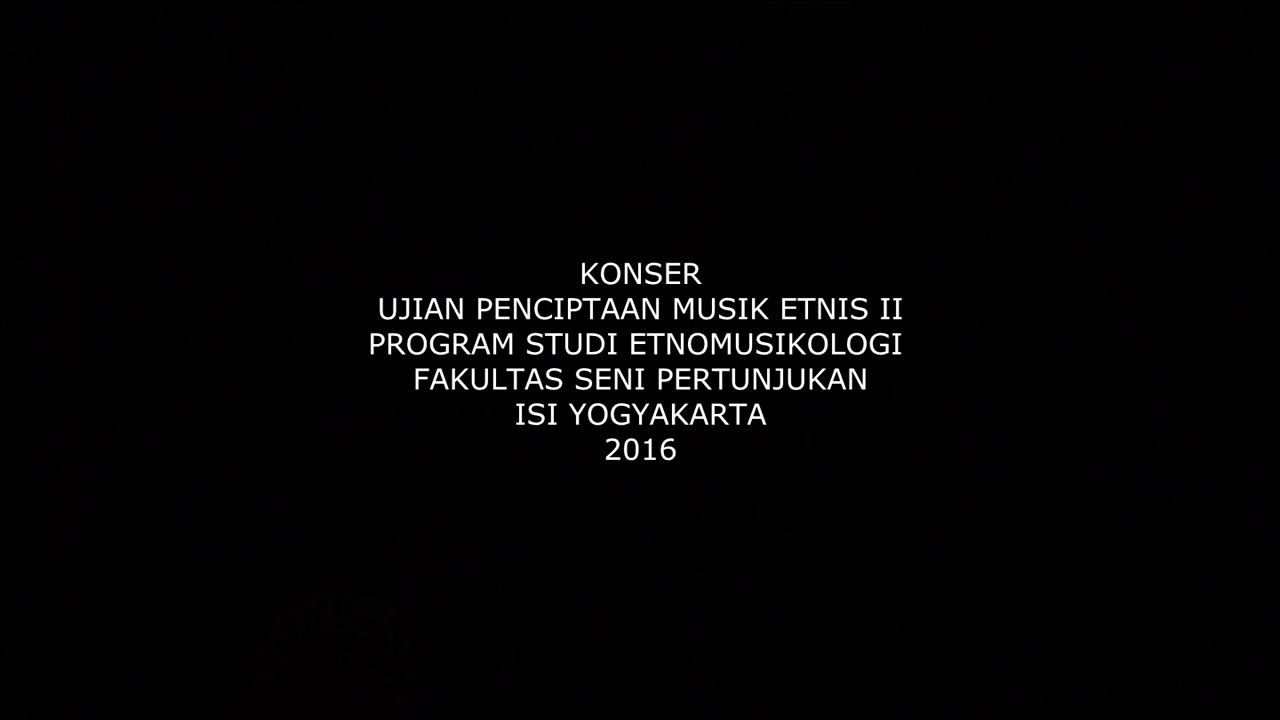 KONSER
UJIAN PENCIPTAAN MUSIK ETNIS II
PROGRAM STUDI ETNOMUSIKOLOGI
FAKULTAS SENI PERTUNJUKAN
ISI YOGYAKARTA
2016